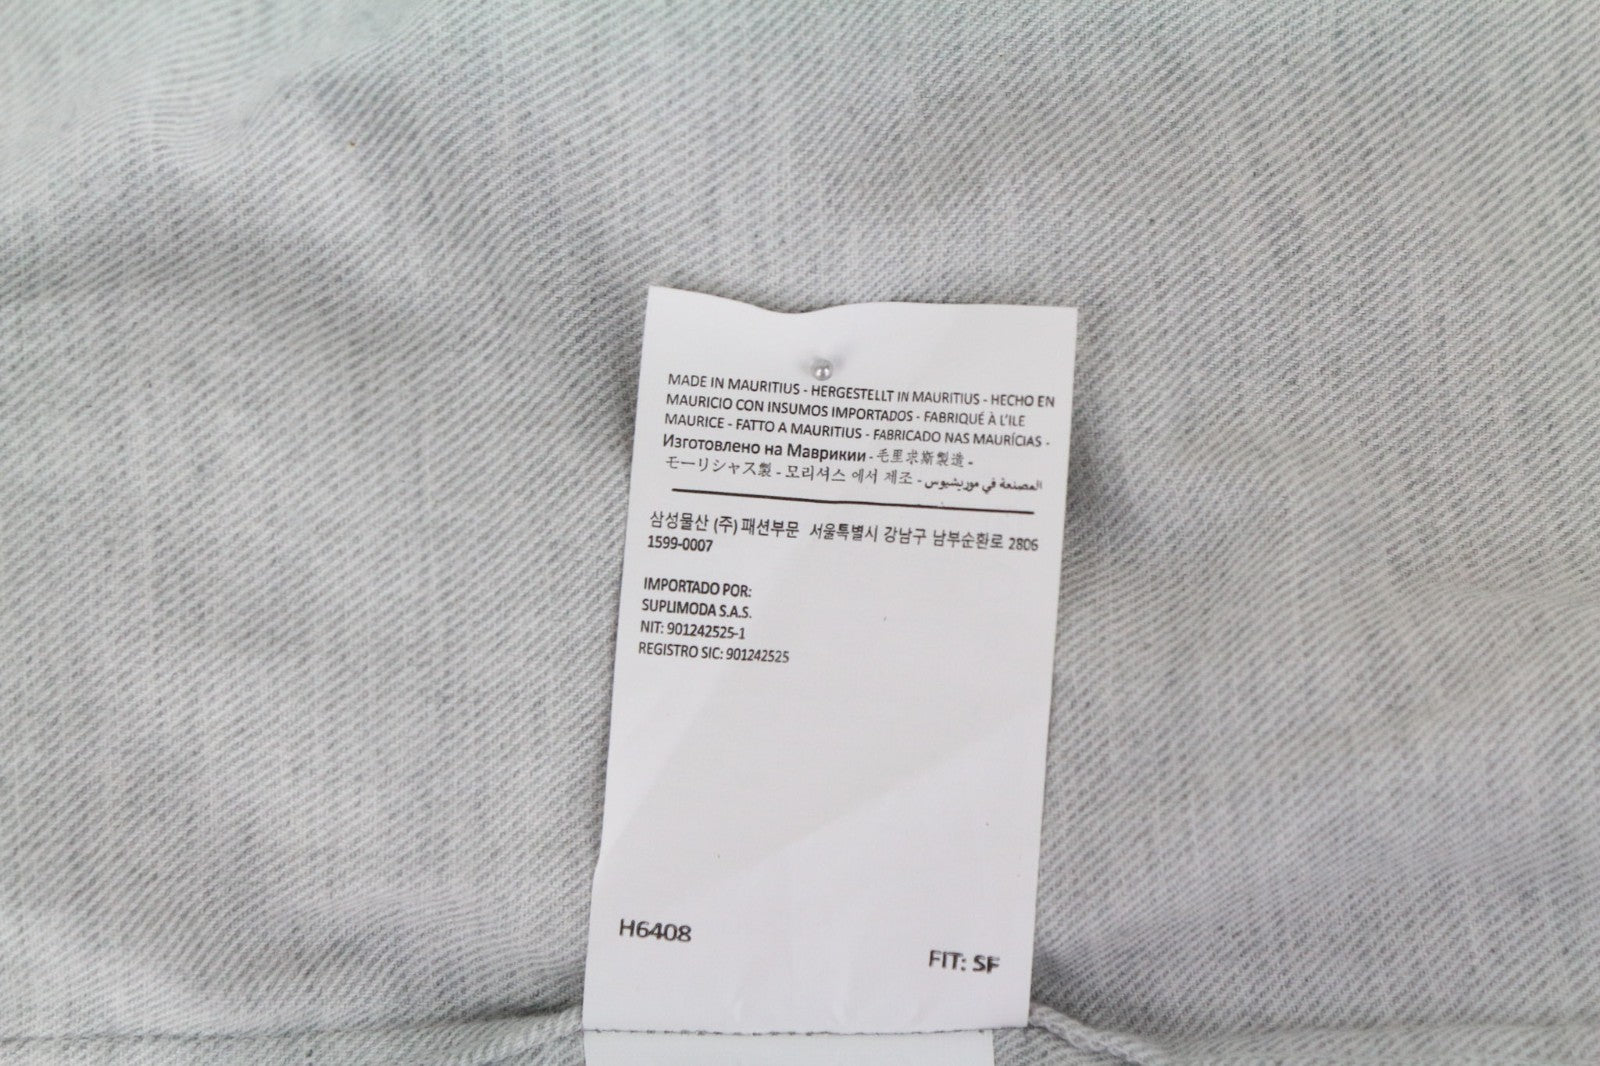 MADE IN MAURITIUS - HERGESTELLT IN MAURITIUS - HECHO EN
MAURICIO CON INSUMOS IMPORTADOS - FABRIQUÉ À L'ILE
MAURICE - FATTO A MAURITIUS - FABRICADO NAS MAURÍCIAS -
Изготовлено на Маврикии - 毛里求斯製造 -
モーリシャス製 - 모리셔스 에서 제조 - المصنعة في موريشيوس
삼성물산 (주) 패션부문 서울특별시 강남구 남부순환로 2806
1599-0007
IMPORTADO POR:
SUPLIMODA S.A.S.
NIT: 901242525-1
REGISTRO SIC: 901242525
H6408
FIT: SF